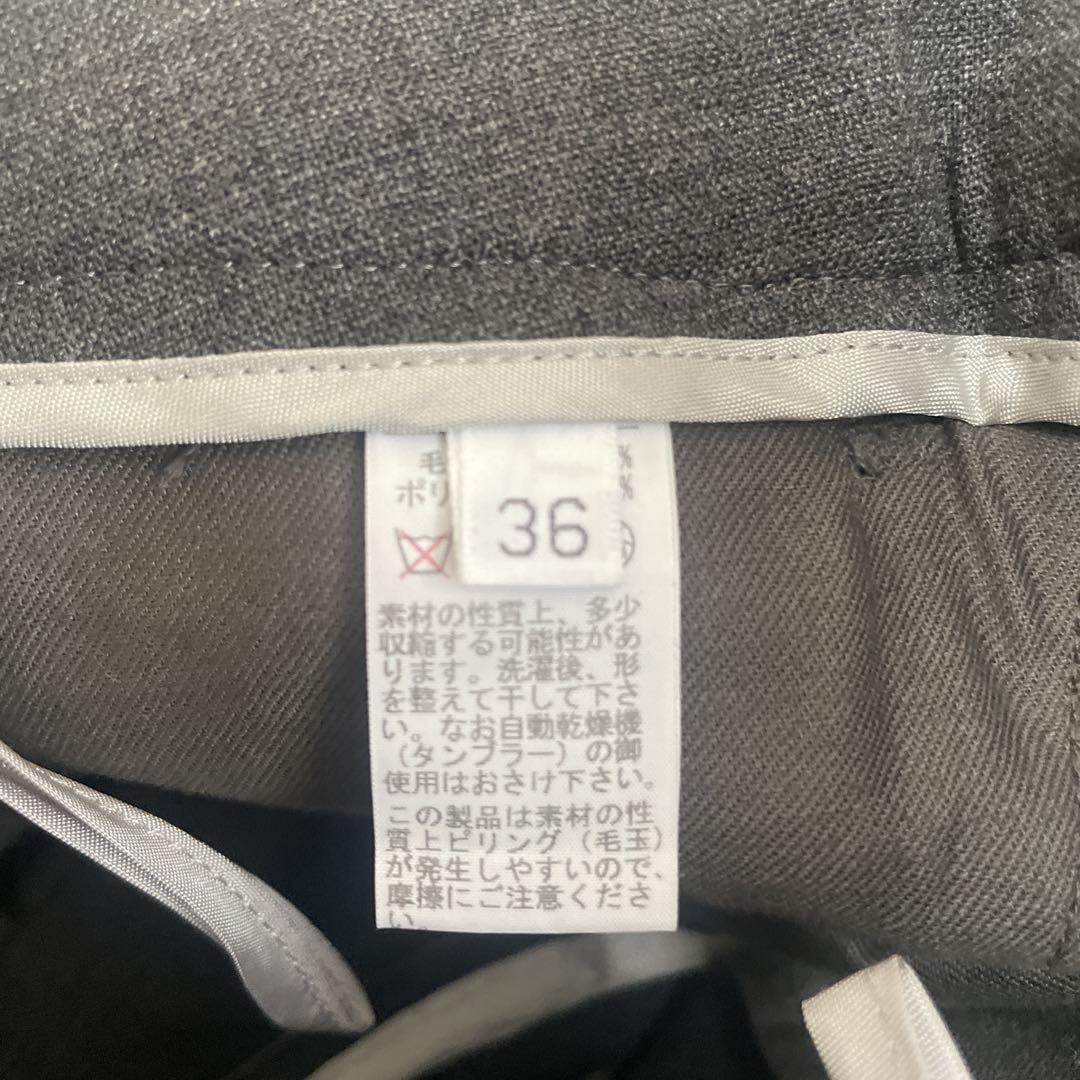 毛 %
ポリ %
36
素材の性質上、多少
収縮する可能性があ
ります。洗濯後、形
を整えて干して下さ
い。なお自動乾燥機
（タンブラー）の御
使用はおさけ下さい。
この製品は素材の性
質上ピリング（毛玉）
が発生しやすいので、
摩擦にご注意くださ
い。